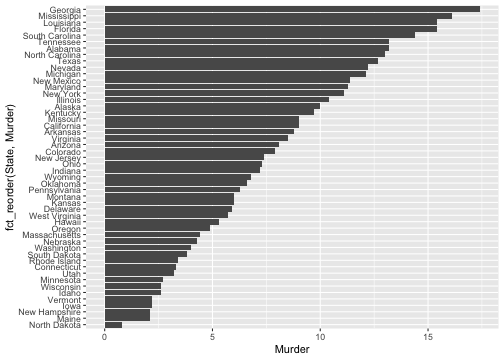 Georgia
Mississippi
Louisiana
Florida
South Carolina
Tennessee
Alabama
North Carolina
Texas
Nevada
Michigan
New Mexico
Maryland
New York
Illinois
Alaska
Kentucky
Missouri
California
Arkansas
Virginia
Arizona
Colorado
New Jersey
Ohio
Indiana
Wyoming
Oklahoma
Pennsylvania
Montana
Kansas
Delaware
West Virginia
Hawaii
Oregon
Massachusetts
Nebraska
Washington
South Dakota
Rhode Island
Connecticut
Utah
Minnesota
Wisconsin
Idaho
Vermont
Iowa
New Hampshire
Maine
North Dakota
fct_reorder(State, Murder)
0 5 10 15
Murder